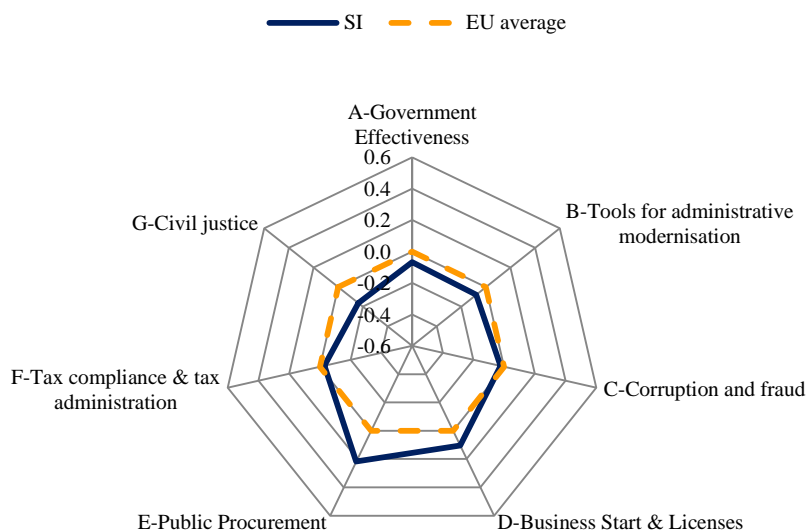 SI
EU average
A-Government
Effectiveness
0.6
0.4
0.2
0.0
-0.2
-0.4
-0.6
B-Tools for administrative
modernisation
G-Civil justice
F-Tax compliance & tax
administration
C-Corruption and fraud
E-Public Procurement
D-Business Start & Licenses